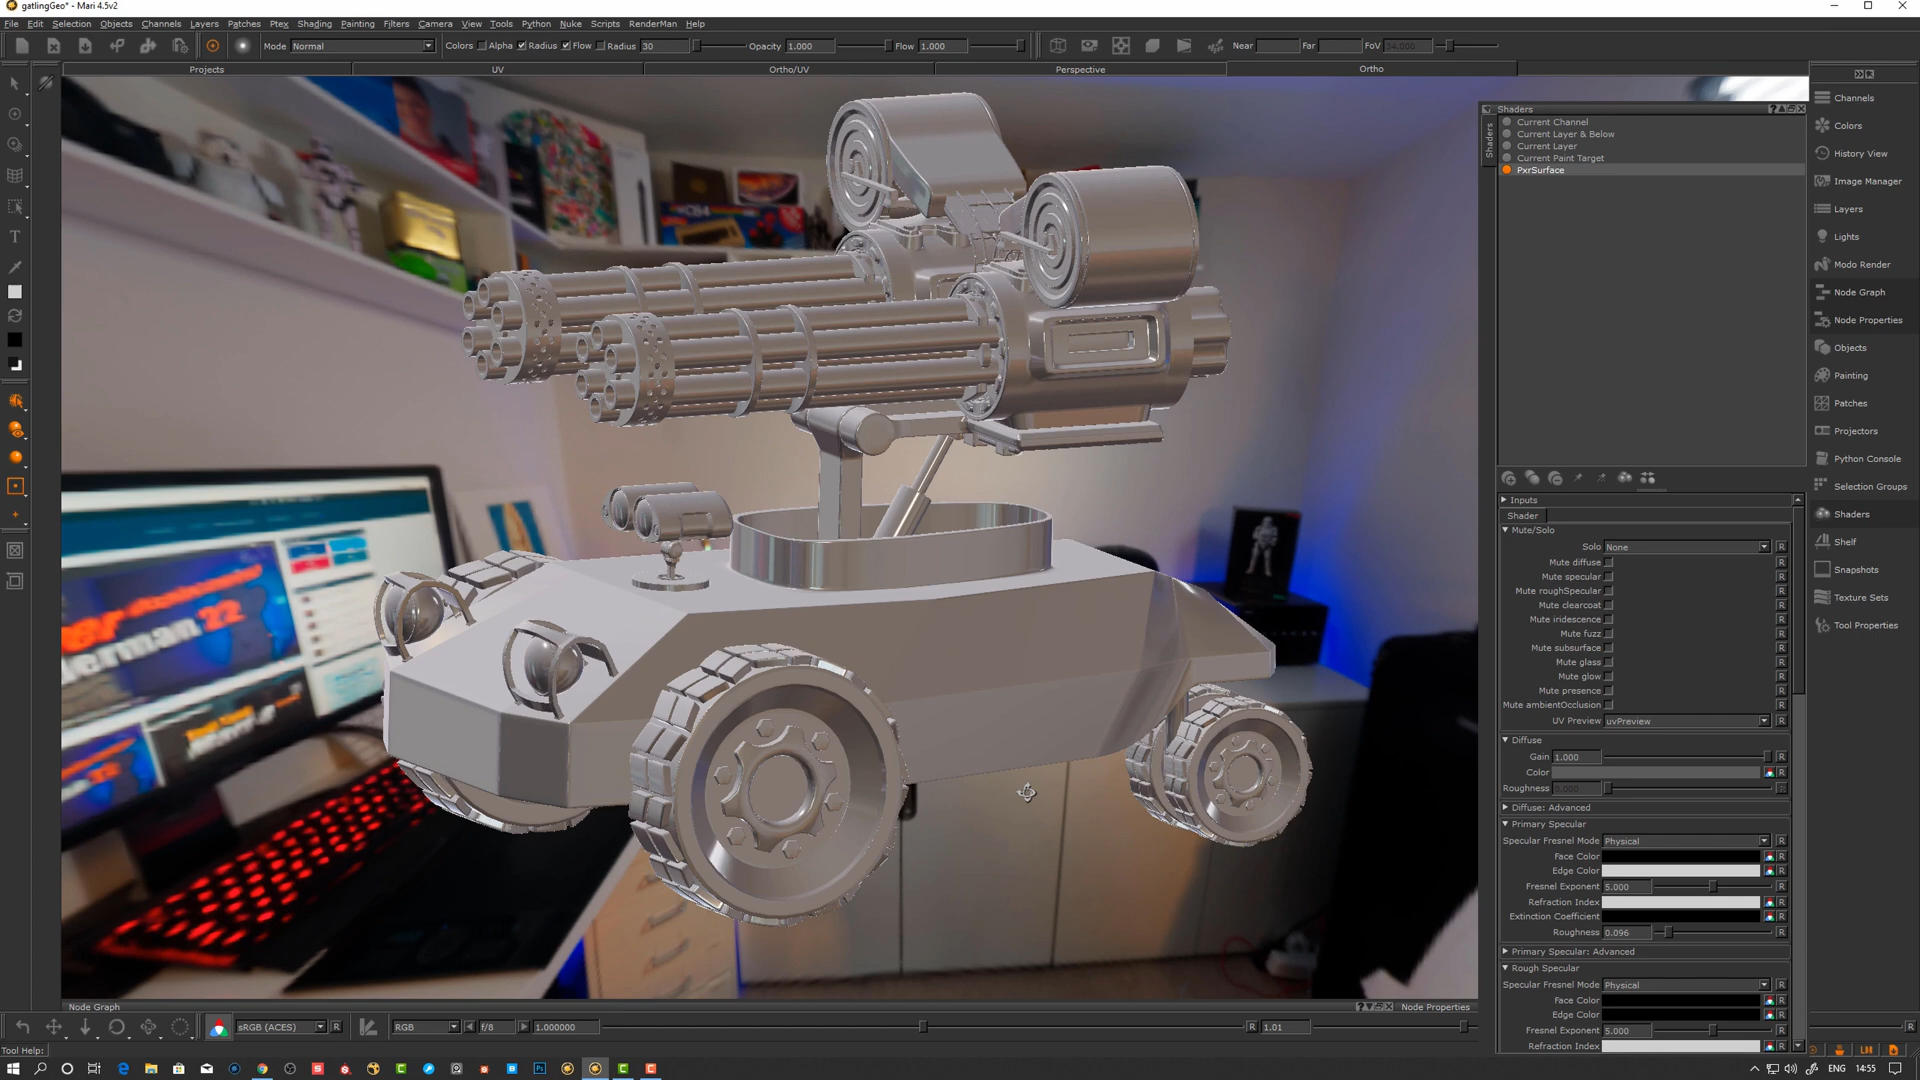 gatlingGeo* - Mari 4.5v2
File Edit Selection Objects Channels Layers Patches Ptex Shading Painting Filters Camera View Tools Python Nuke Scripts RenderMan Help
Mode Normal Colors Alpha Radius Flow Radius 30 Opacity 1.000 Flow 1.000 Near Far FoV 34.000
Projects UV Ortho/UV Perspective Ortho
Shaders
Shaders
Current Channel
Current Layer & Below
Current Layer
Current Paint Target
PxrSurface
Inputs
Shader
Mute/Solo
Solo None R
Mute diffuse R
Mute specular R
Mute roughSpecular R
Mute clearcoat R
Mute iridescence R
Mute fuzz R
Mute subsurface R
Mute glass R
Mute glow R
Mute presence R
Mute ambientOcclusion R
UV Preview uvPreview R
Diffuse
Gain 1.000 R
Color R
Roughness 0.000
Diffuse: Advanced
Primary Specular
Specular Fresnel Mode Physical R
Face Color R
Edge Color R
Fresnel Exponent 5.000 R
Refraction Index R
Extinction Coefficient R
Roughness 0.096 R
Primary Specular: Advanced
Rough Specular
Specular Fresnel Mode Physical R
Face Color R
Edge Color R
Fresnel Exponent 5.000 R
Refraction Index R
Channels
Colors
History View
Image Manager
Layers
Lights
Modo Render
Node Graph
Node Properties
Objects
Painting
Patches
Projectors
Python Console
Selection Groups
Shaders
Shelf
Snapshots
Texture Sets
Tool Properties
derman 22
Node Graph Node Properties
sRGB (ACES) R RGB f/8 1.000000 R 1.01 R
Tool Help:
ENG 14:55